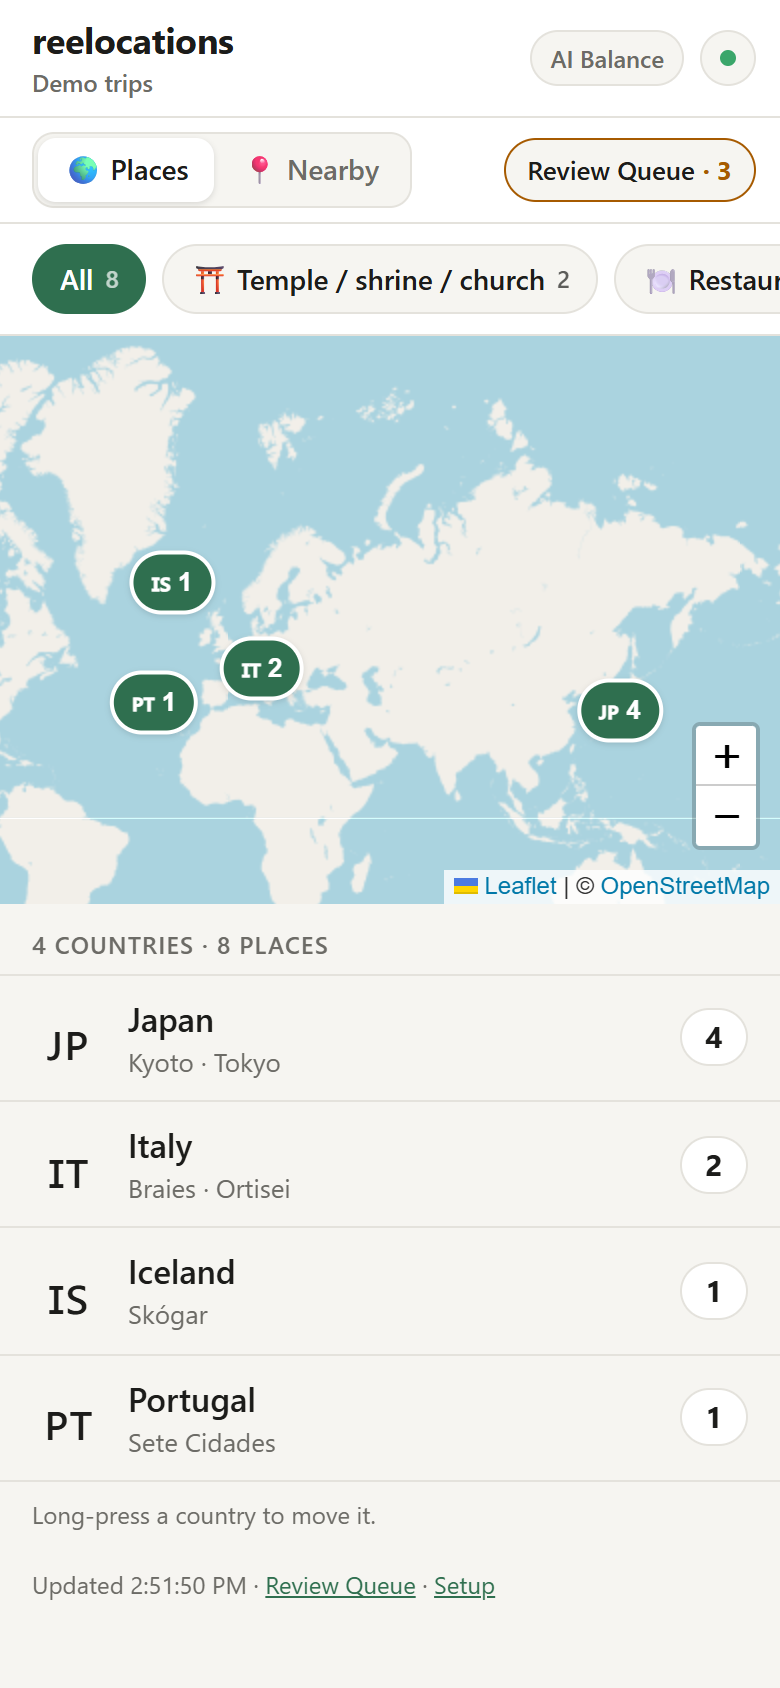 reelocations
Demo trips
AI Balance
Places
Nearby
Review Queue · 3
All 8
Temple / shrine / church 2
Restaur
IS 1
IT 2
PT 1
JP 4
+
−
Leaflet | © OpenStreetMap
4 COUNTRIES · 8 PLACES
JP
Japan
Kyoto · Tokyo
4
IT
Italy
Braies · Ortisei
2
IS
Iceland
Skógar
1
PT
Portugal
Sete Cidades
1
Long-press a country to move it.
Updated 2:51:50 PM · Review Queue · Setup